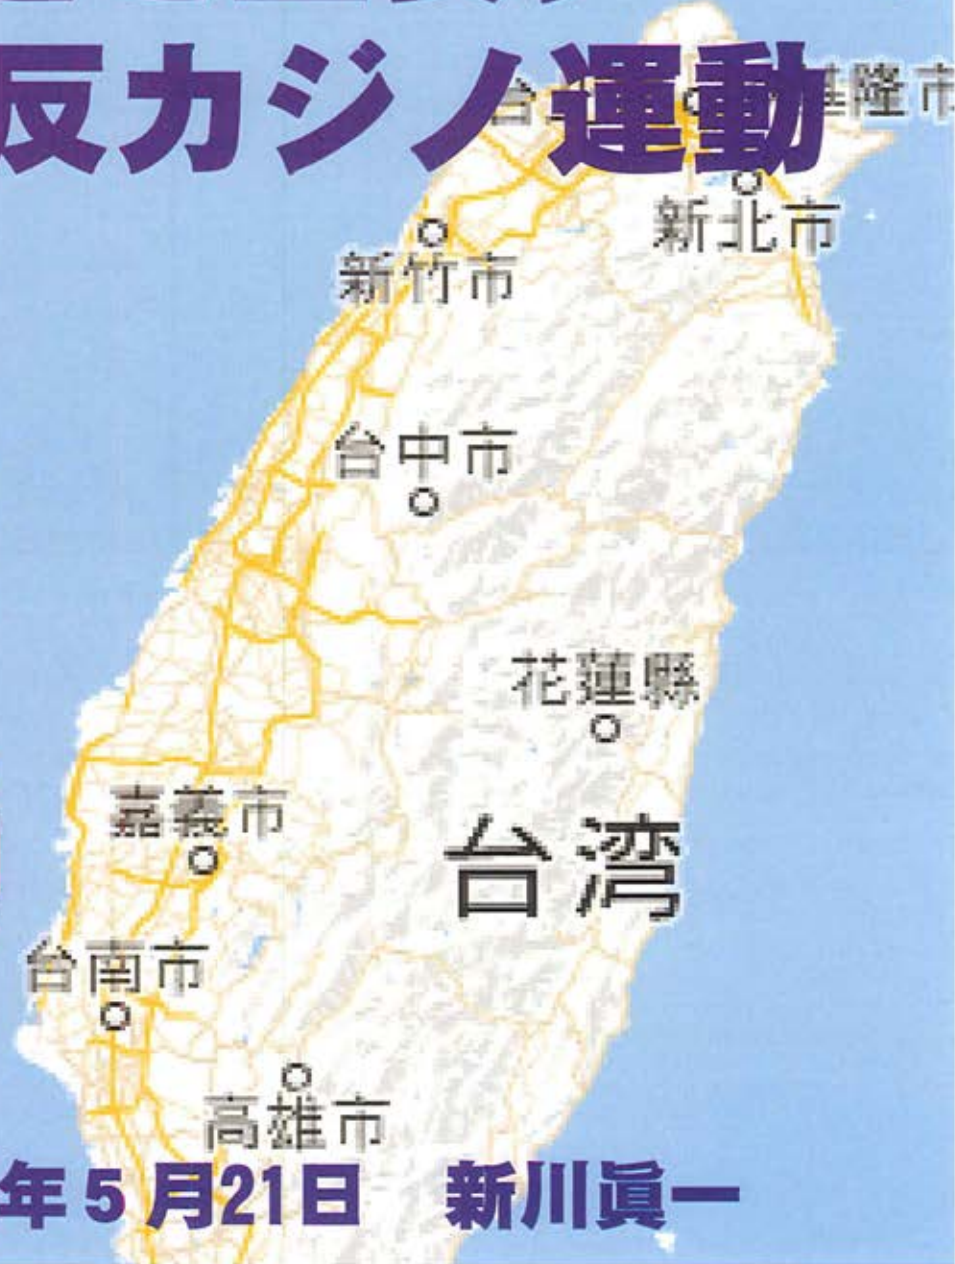 反カジノ運動
台
隆市
新北市
新竹市
台中市
花蓮縣
嘉義市
台湾
台南市
高雄市
年5月21日　新川眞一